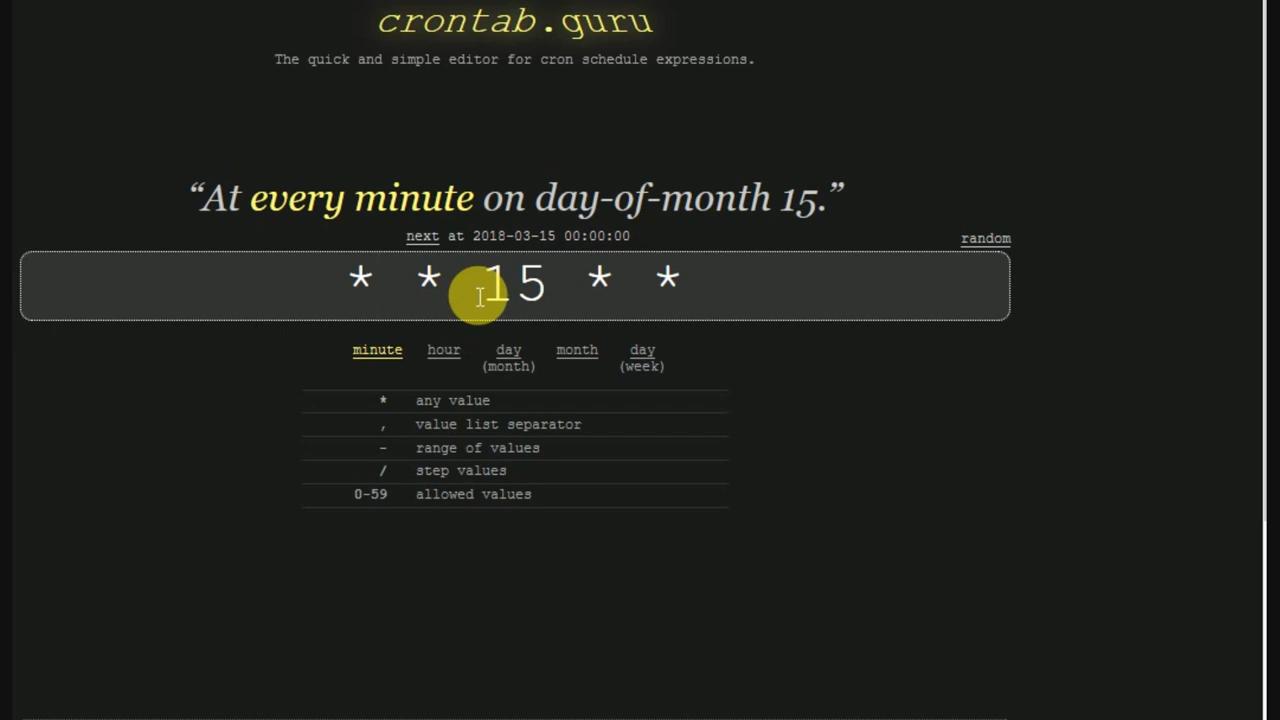 crontab.guru
The quick and simple editor for cron schedule expressions.
“At every minute on day-of-month 15.”
next at 2018-03-15 00:00:00
random
* * 15 * *
minute hour day month day
(month) (week)
* any value
, value list separator
- range of values
/ step values
0-59 allowed values